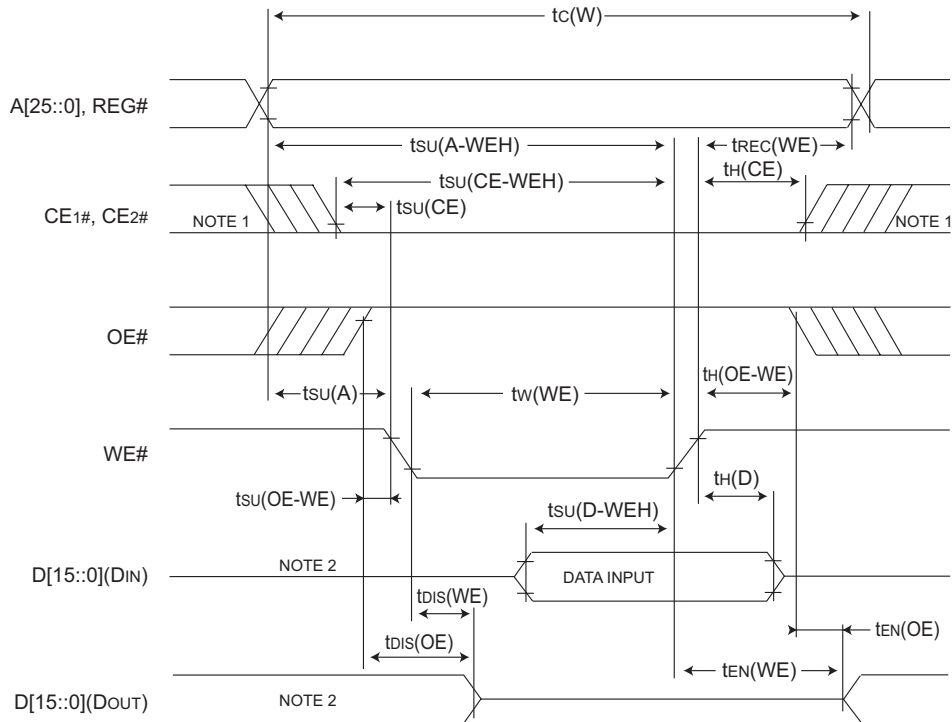 tC(W)
A[25::0], REG#
tSU(A-WEH)
tREC(WE)
tSU(CE-WEH)
tH(CE)
tSU(CE)
CE1#, CE2#
NOTE 1
NOTE 1
OE#
tSU(A)
tW(WE)
tH(OE-WE)
WE#
tSU(OE-WE)
tH(D)
tSU(D-WEH)
D[15::0](DIN)
NOTE 2
DATA INPUT
tDIS(WE)
tEN(OE)
tDIS(OE)
tEN(WE)
D[15::0](DOUT)
NOTE 2